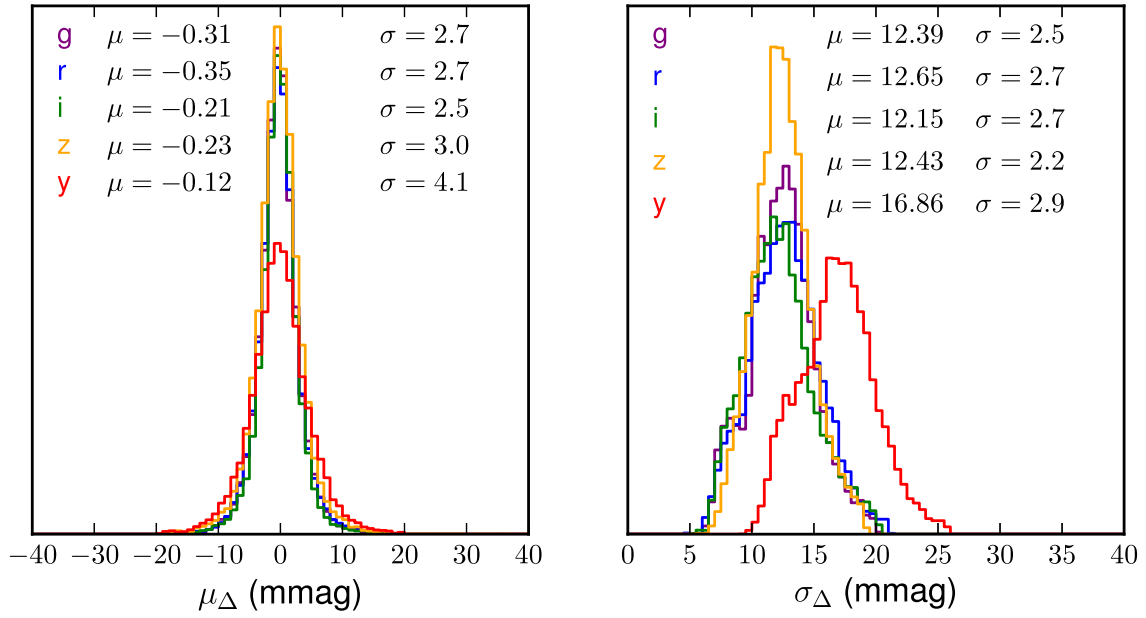 g μ = −0.31 σ = 2.7
r μ = −0.35 σ = 2.7
i μ = −0.21 σ = 2.5
z μ = −0.23 σ = 3.0
y μ = −0.12 σ = 4.1
−40 −30 −20 −10 0 10 20 30 40
μ_Δ (mmag)
g μ = 12.39 σ = 2.5
r μ = 12.65 σ = 2.7
i μ = 12.15 σ = 2.7
z μ = 12.43 σ = 2.2
y μ = 16.86 σ = 2.9
0 5 10 15 20 25 30 35 40
σ_Δ (mmag)